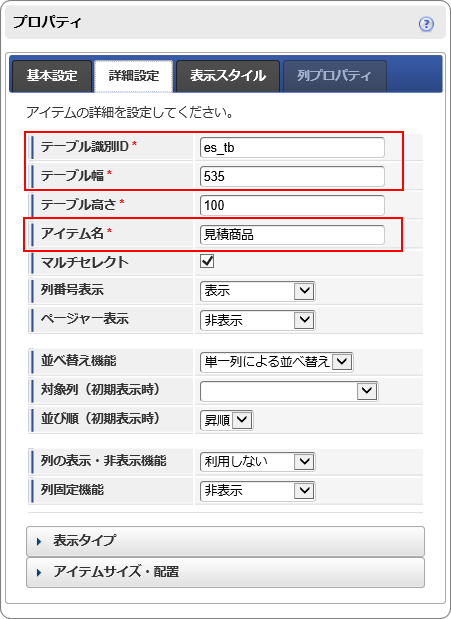 プロパティ ?
基本設定 詳細設定 表示スタイル 列プロパティ
アイテムの詳細を設定してください。
テーブル識別ID * es_tb
テーブル幅 * 535
テーブル高さ * 100
アイテム名 * 見積商品
マルチセレクト
列番号表示 表示
ページャー表示 非表示
並べ替え機能 単一列による並べ替え
対象列（初期表示時）
並び順（初期表示時） 昇順
列の表示・非表示機能 利用しない
列固定機能 非表示
表示タイプ
アイテムサイズ・配置